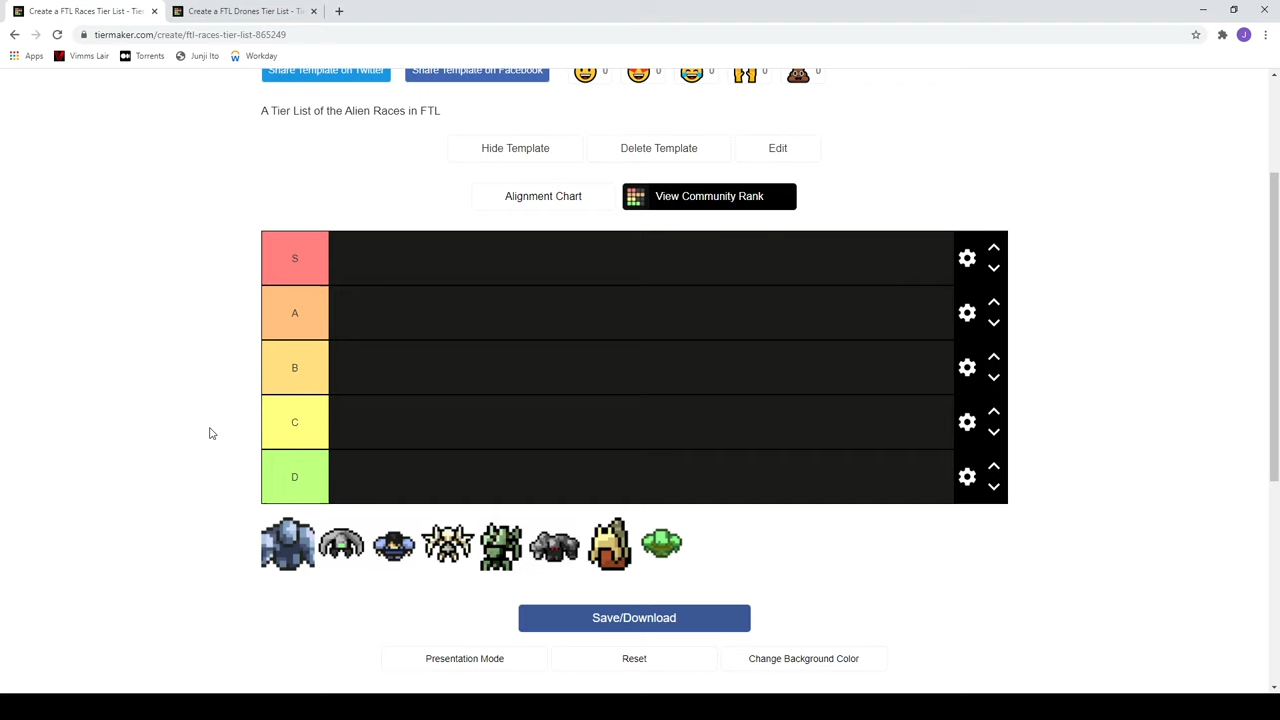 Create a FTL Races Tier List - Tie
Create a FTL Drones Tier List - Ti
tiermaker.com/create/ftl-races-tier-list-865249
J
Apps
Vimms Lair
Torrents
Junji Ito
Workday
Share Template on Twitter
Share Template on Facebook
0
0
0
0
0
A Tier List of the Alien Races in FTL
Hide Template
Delete Template
Edit
Alignment Chart
View Community Rank
S
A
B
C
D
Save/Download
Presentation Mode
Reset
Change Background Color